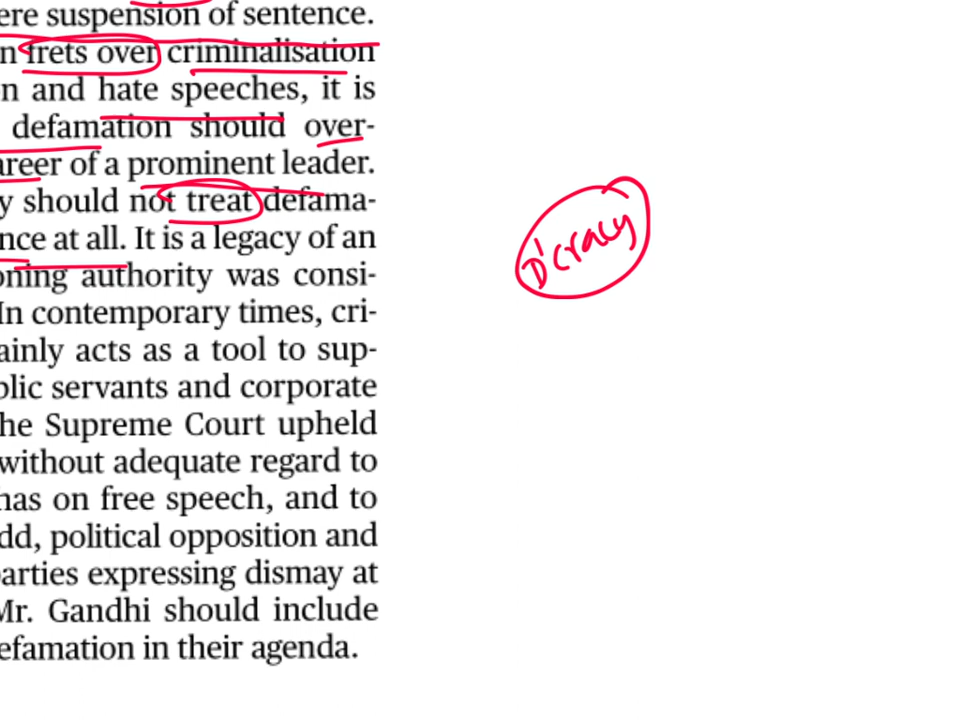 ere suspension of sentence.
n frets over criminalisation
n and hate speeches, it is
defamation should over-
areer of a prominent leader.
y should not treat defama-
nce at all. It is a legacy of an
oning authority was consi-
In contemporary times, cri-
ainly acts as a tool to sup-
blic servants and corporate
he Supreme Court upheld
without adequate regard to
has on free speech, and to
dd, political opposition and
parties expressing dismay at
Mr. Gandhi should include
efamation in their agenda.
D'cracy